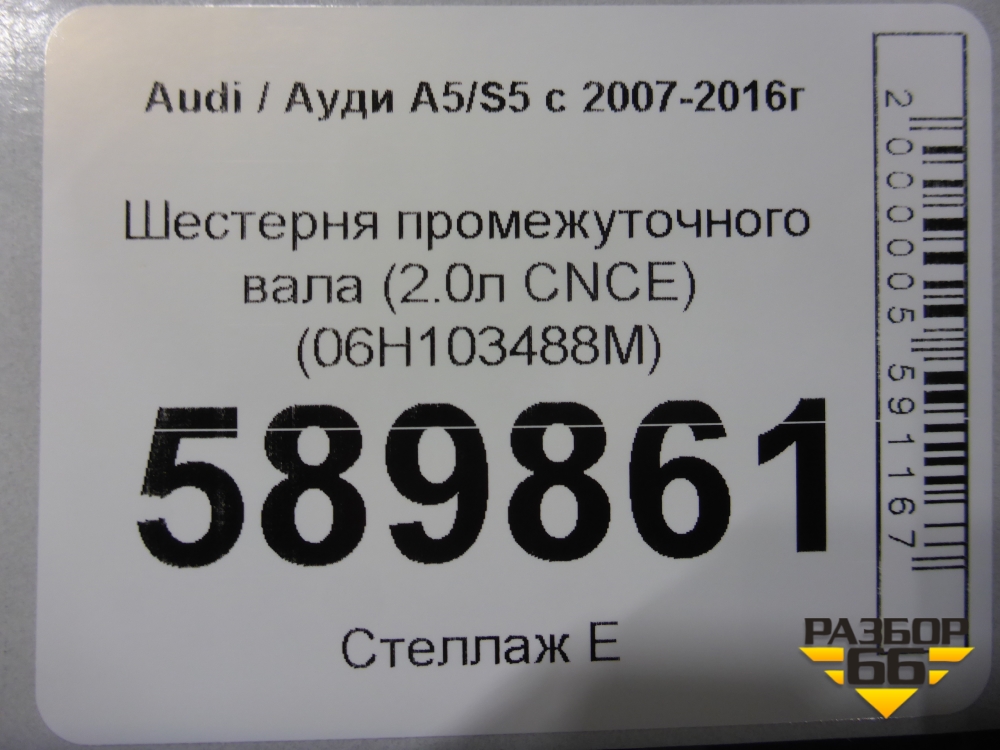 Audi / Ауди A5/S5 с 2007-2016г
Шестерня промежуточного
вала (2.0л CNCE)
(06H103488M)
589861
Стеллаж E
2000005591167
РАЗБОР
66